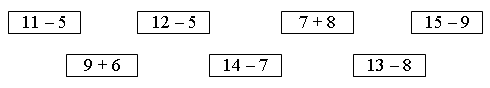 11 – 5 12 – 5 7 + 8 15 – 9
9 + 6 14 – 7 13 – 8